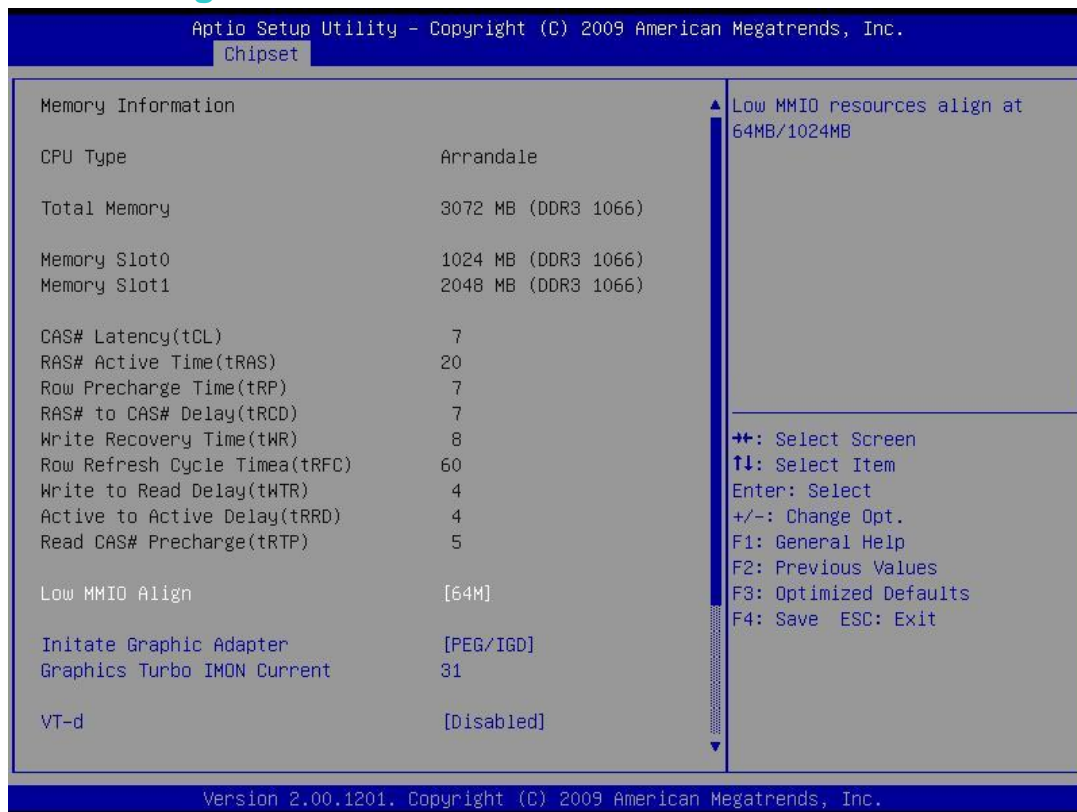 Aptio Setup Utility – Copyright (C) 2009 American Megatrends, Inc.
Chipset
Memory Information
CPU Type Arrandale
Total Memory 3072 MB (DDR3 1066)
Memory Slot0 1024 MB (DDR3 1066)
Memory Slot1 2048 MB (DDR3 1066)
CAS# Latency(tCL) 7
RAS# Active Time(tRAS) 20
Row Precharge Time(tRP) 7
RAS# to CAS# Delay(tRCD) 7
Write Recovery Time(tWR) 8
Row Refresh Cycle Timea(tRFC) 60
Write to Read Delay(tWTR) 4
Active to Active Delay(tRRD) 4
Read CAS# Precharge(tRTP) 5
Low MMIO Align [64M]
Initate Graphic Adapter [PEG/IGD]
Graphics Turbo IMON Current 31
VT-d [Disabled]
Low MMIO resources align at
64MB/1024MB
→←: Select Screen
↑↓: Select Item
Enter: Select
+/-: Change Opt.
F1: General Help
F2: Previous Values
F3: Optimized Defaults
F4: Save ESC: Exit
Version 2.00.1201. Copyright (C) 2009 American Megatrends, Inc.